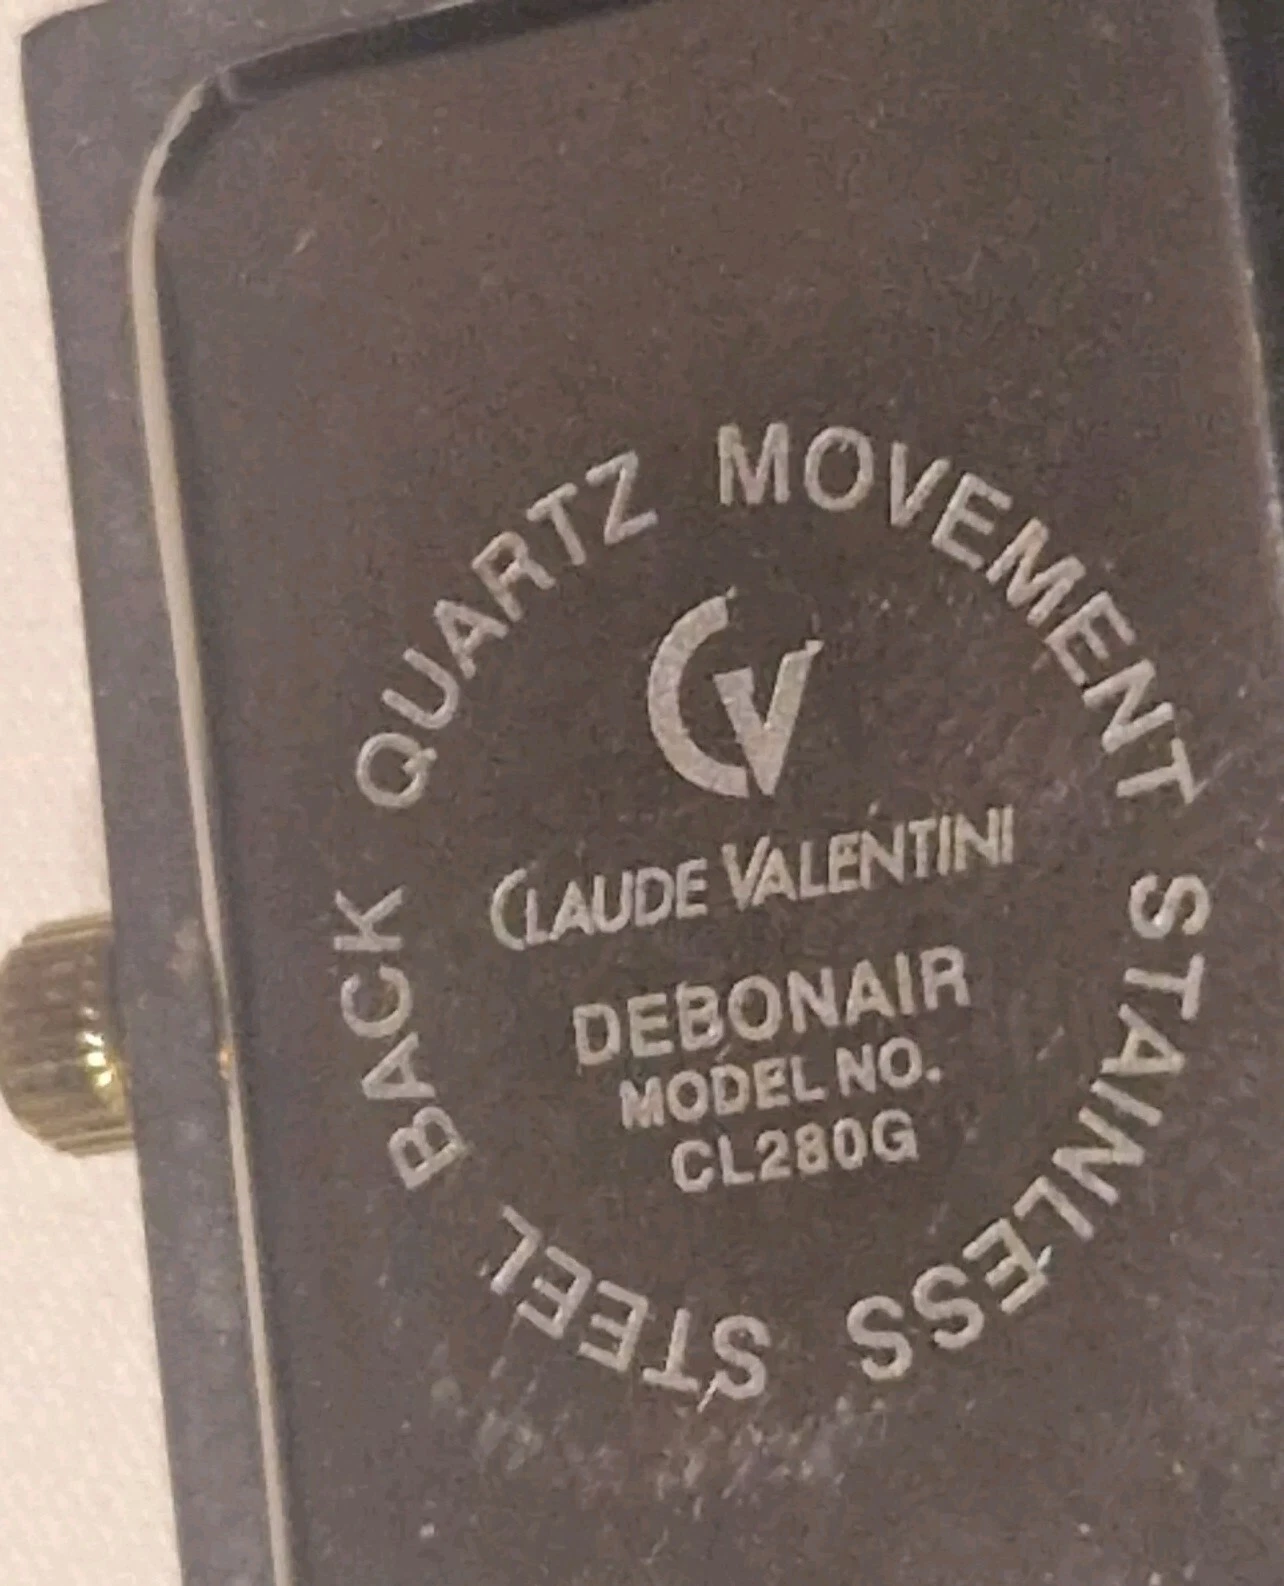 QUARTZ MOVEMENT STAINLESS STEEL BACK
CV
CLAUDE VALENTINI
DEBONAIR
MODEL NO.
CL280G